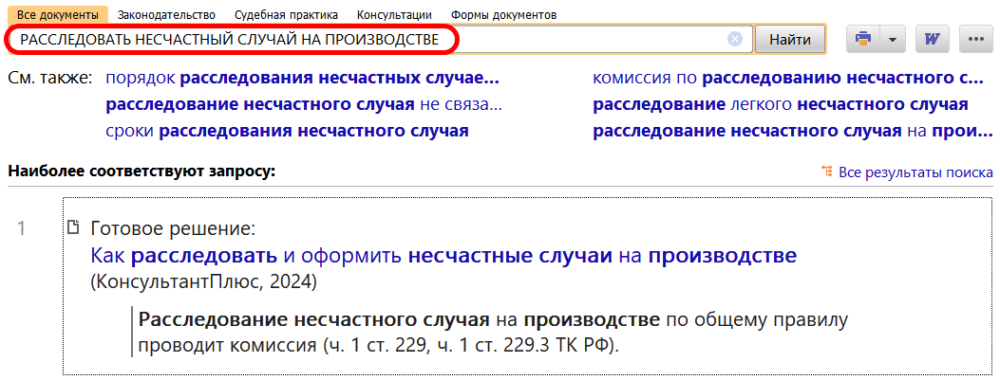 Все документы Законодательство Судебная практика Консультации Формы документов
РАССЛЕДОВАТЬ НЕСЧАСТНЫЙ СЛУЧАЙ НА ПРОИЗВОДСТВЕ Найти W
См. также: порядок расследования несчастных случае... комиссия по расследованию несчастного с...
расследование несчастного случая не связа... расследование легкого несчастного случая
сроки расследования несчастного случая расследование несчастного случая на прои...
Наиболее соответствуют запросу: Все результаты поиска
1 Готовое решение:
Как расследовать и оформить несчастные случаи на производстве
(КонсультантПлюс, 2024)
Расследование несчастного случая на производстве по общему правилу
проводит комиссия (ч. 1 ст. 229, ч. 1 ст. 229.3 ТК РФ).